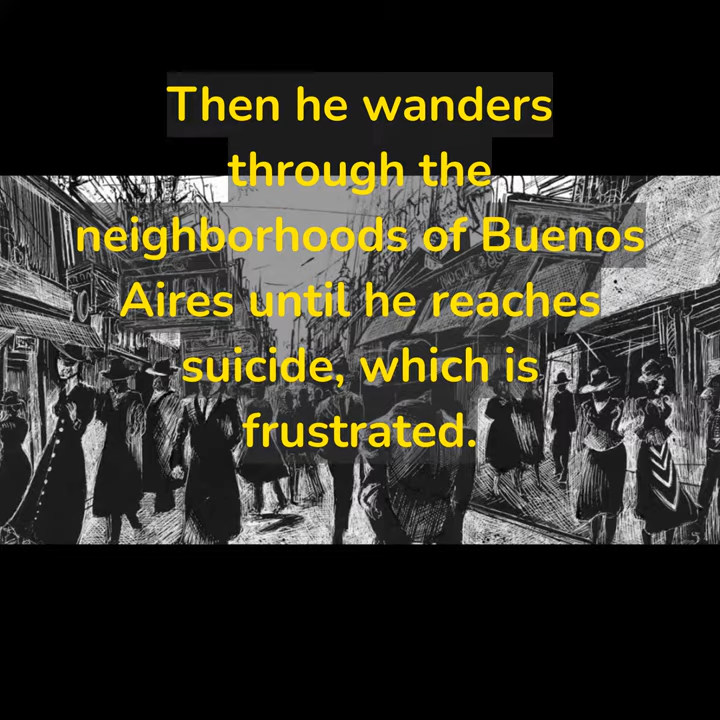 Then he wanders
through the
neighborhoods of Buenos
Aires until he reaches
suicide, which is
frustrated.